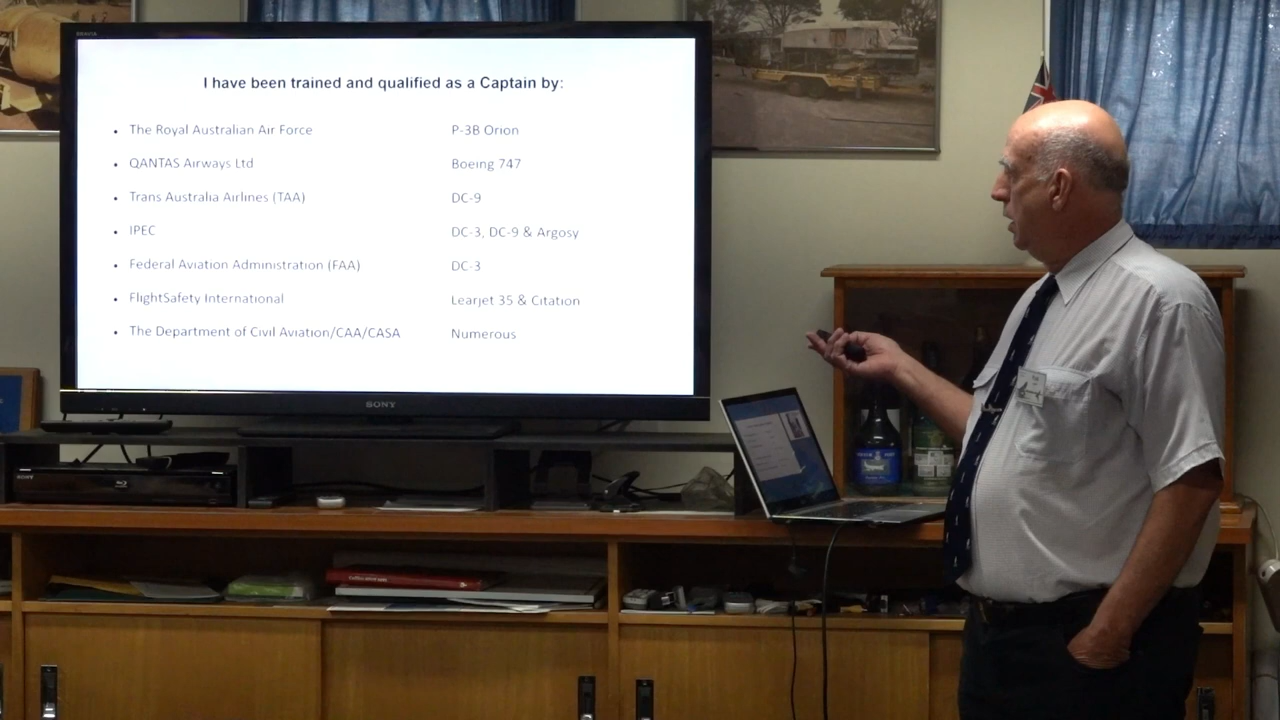 BRAVIA
I have been trained and qualified as a Captain by:
• The Royal Australian Air Force P-3B Orion
• QANTAS Airways Ltd Boeing 747
• Trans Australia Airlines (TAA) DC-9
• IPEC DC-3, DC-9 & Argosy
• Federal Aviation Administration (FAA) DC-3
• FlightSafety International Learjet 35 & Citation
• The Department of Civil Aviation/CAA/CASA Numerous
SONY
SONY